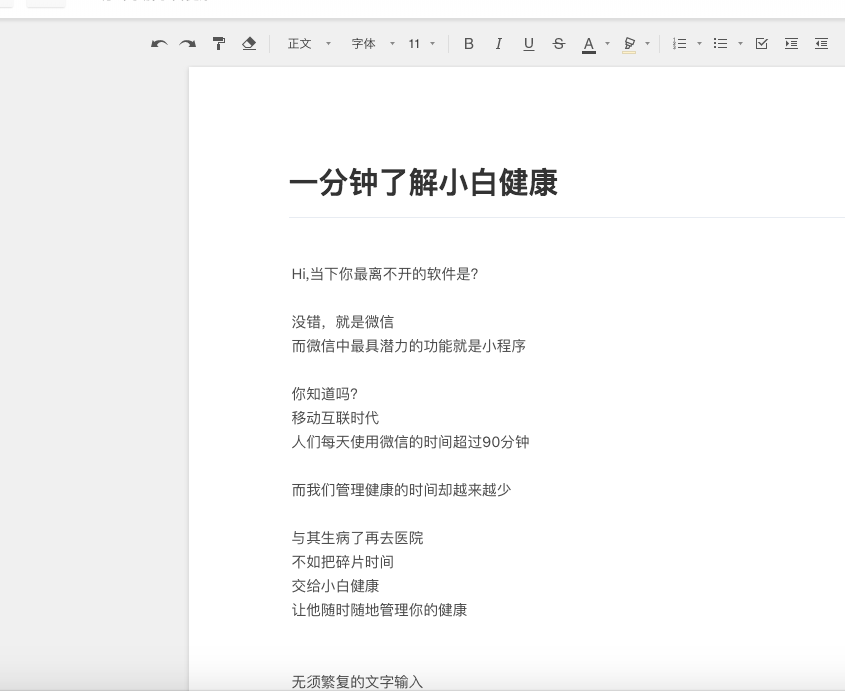 正文 字体 11 B I U S A
一分钟了解小白健康
Hi,当下你最离不开的软件是?
没错，就是微信
而微信中最具潜力的功能就是小程序
你知道吗?
移动互联时代
人们每天使用微信的时间超过90分钟
而我们管理健康的时间却越来越少
与其生病了再去医院
不如把碎片时间
交给小白健康
让他随时随地管理你的健康
无须繁复的文字输入